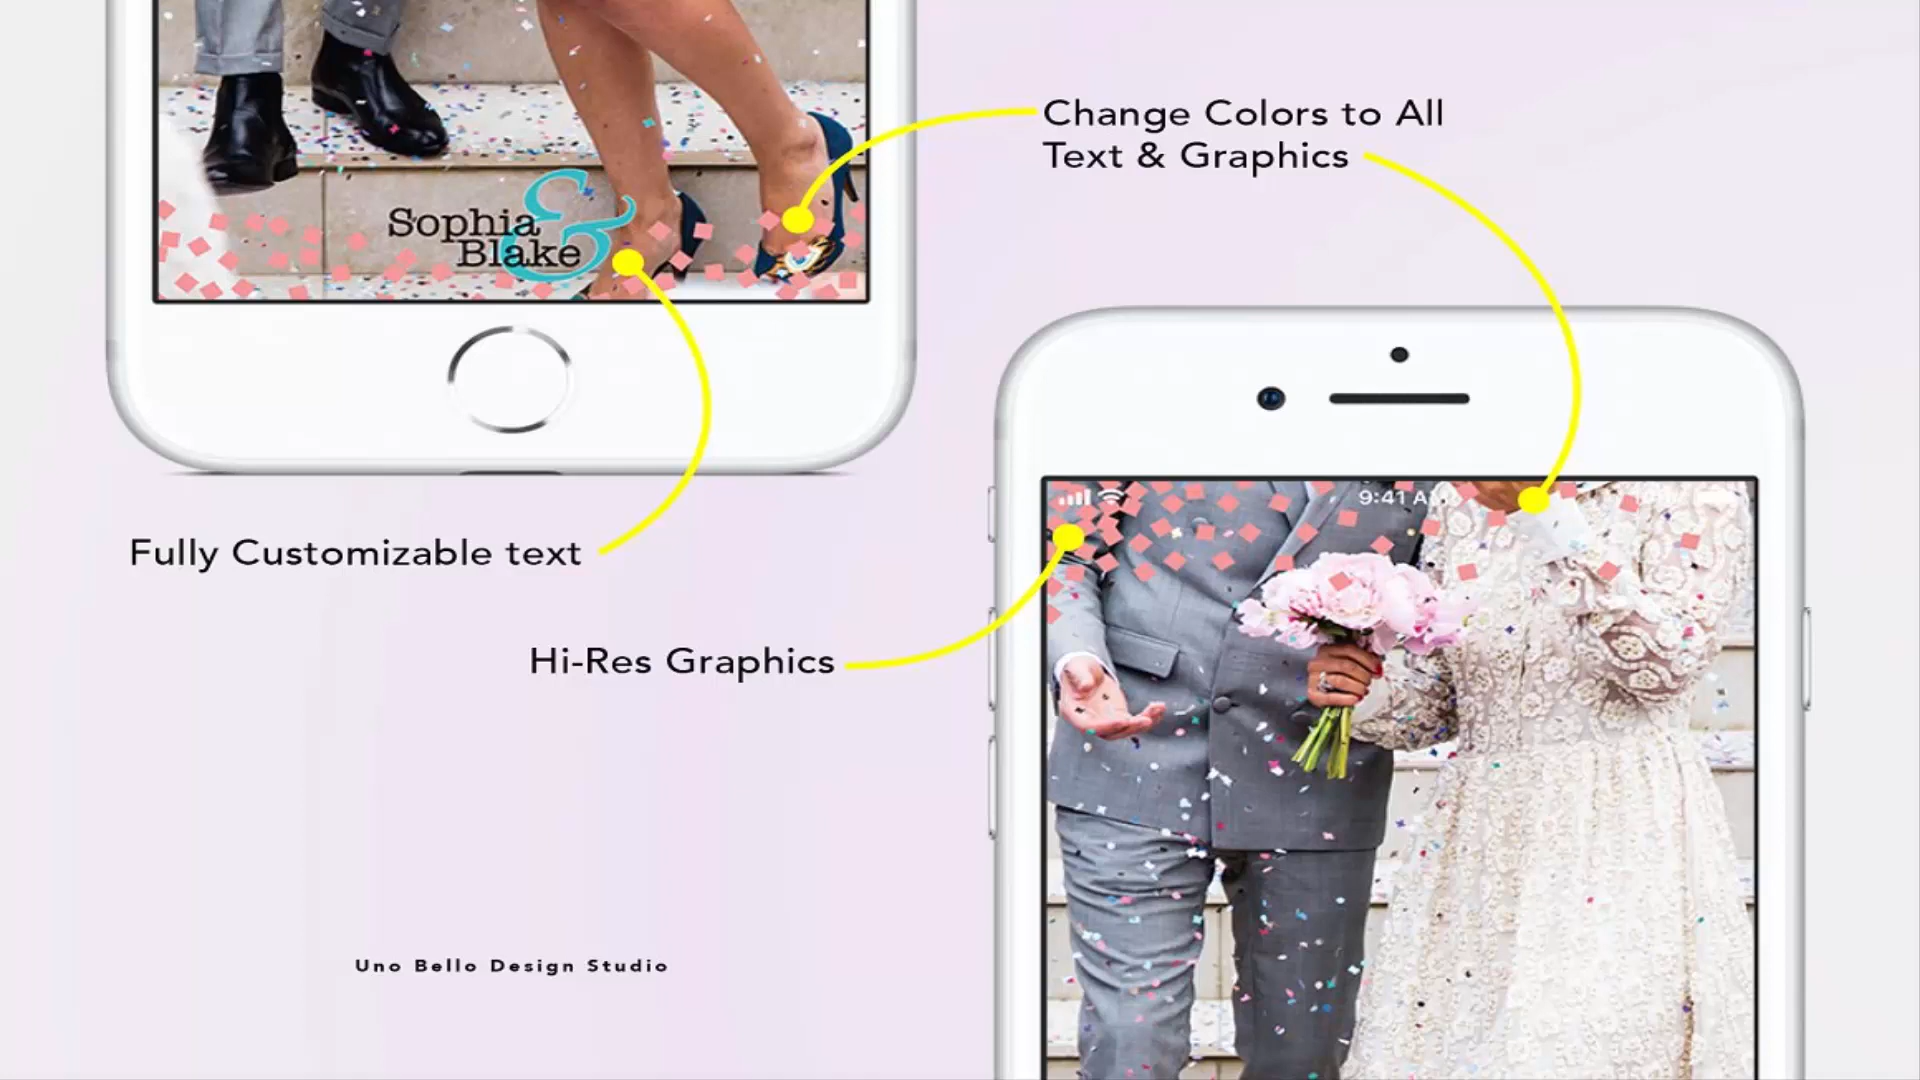 Change Colors to All
Text & Graphics
Sophia
&
Blake
9:41 A
Fully Customizable text
Hi-Res Graphics
Uno Bello Design Studio